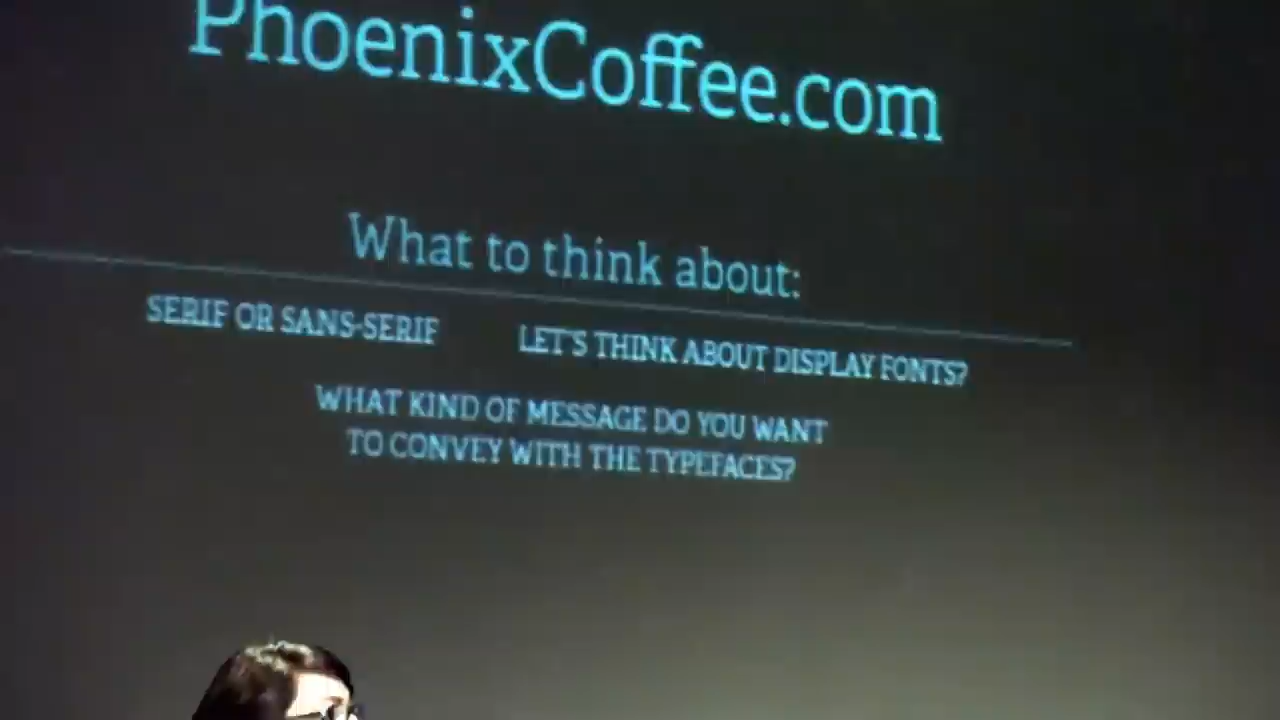 PhoenixCoffee.com
What to think about:
SERIF OR SANS-SERIF
LET'S THINK ABOUT DISPLAY FONTS?
WHAT KIND OF MESSAGE DO YOU WANT
TO CONVEY WITH THE TYPEFACES?